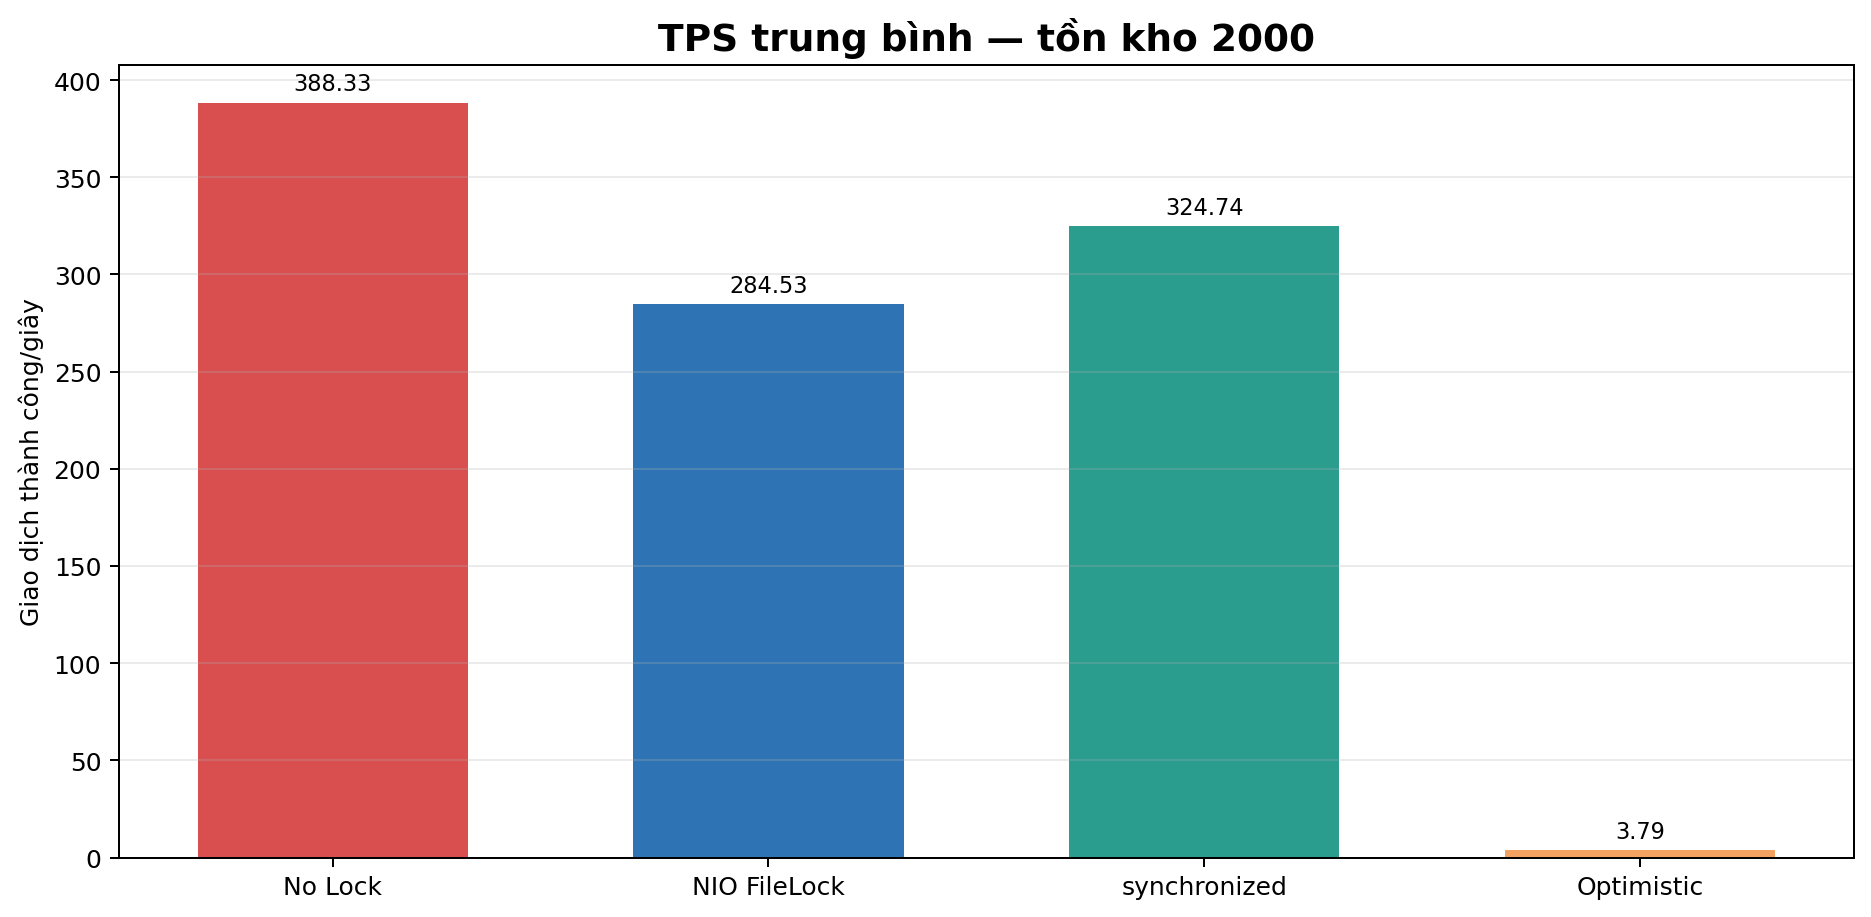 TPS trung bình — tồn kho 2000
Giao dịch thành công/giây
400
350
300
250
200
150
100
50
0
388.33
284.53
324.74
3.79
No Lock
NIO FileLock
synchronized
Optimistic